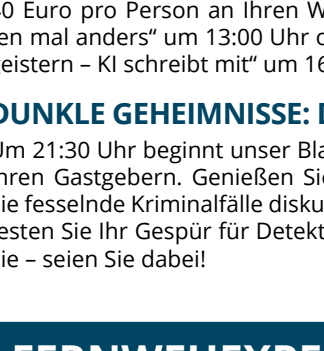 40 Euro pro Person an Ihren W
en mal anders“ um 13:00 Uhr o
geistern – KI schreibt mit“ um 16
DUNKLE GEHEIMNISSE: D
Um 21:30 Uhr beginnt unser Bla
hren Gastgebern. Genießen Sie
ie fesselnde Kriminalfälle disku
esten Sie Ihr Gespür für Detekt
ie – seien Sie dabei!